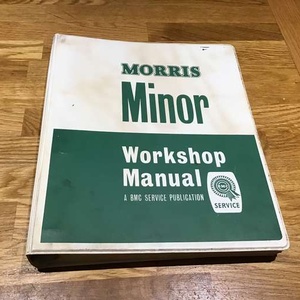 MORRIS
Minor
Workshop
Manual
A BMC SERVICE PUBLICATION
BMC
SERVICE